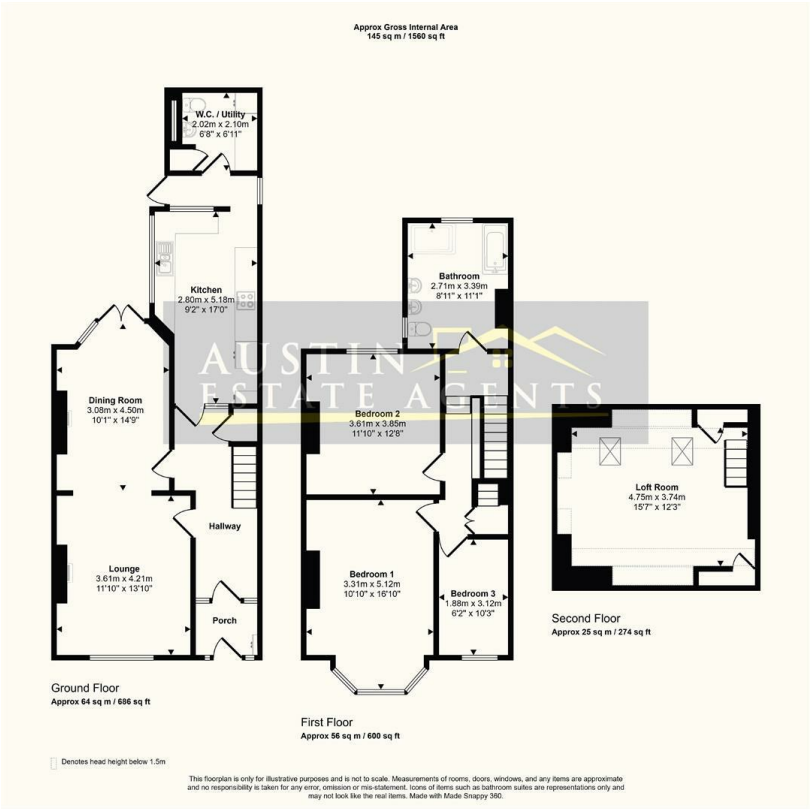 Approx Gross Internal Area
145 sq m / 1560 sq ft
W.C. / Utility
2.02m x 2.10m
6'8" x 6'11"
Kitchen
2.80m x 5.18m
9'2" x 17'0"
Dining Room
3.08m x 4.50m
10'1" x 14'9"
Hallway
Lounge
3.61m x 4.21m
11'10" x 13'10"
Porch
Ground Floor
Approx 64 sq m / 686 sq ft
Bathroom
2.71m x 3.39m
8'11" x 11'1"
AUSTIN
ESTATE AGENTS
Bedroom 2
3.61m x 3.85m
11'10" x 12'8"
Bedroom 1
3.31m x 5.12m
10'10" x 16'10"
Bedroom 3
1.88m x 3.12m
6'2" x 10'3"
First Floor
Approx 56 sq m / 600 sq ft
Loft Room
4.75m x 3.74m
15'7" x 12'3"
Second Floor
Approx 25 sq m / 274 sq ft
Denotes head height below 1.5m
This floorplan is only for illustrative purposes and is not to scale. Measurements of rooms, doors, windows, and any items are approximate
and no responsibility is taken for any error, omission or mis-statement. Icons of items such as bathroom suites are representations only and
may not look like the real items. Made with Made Snappy 360.